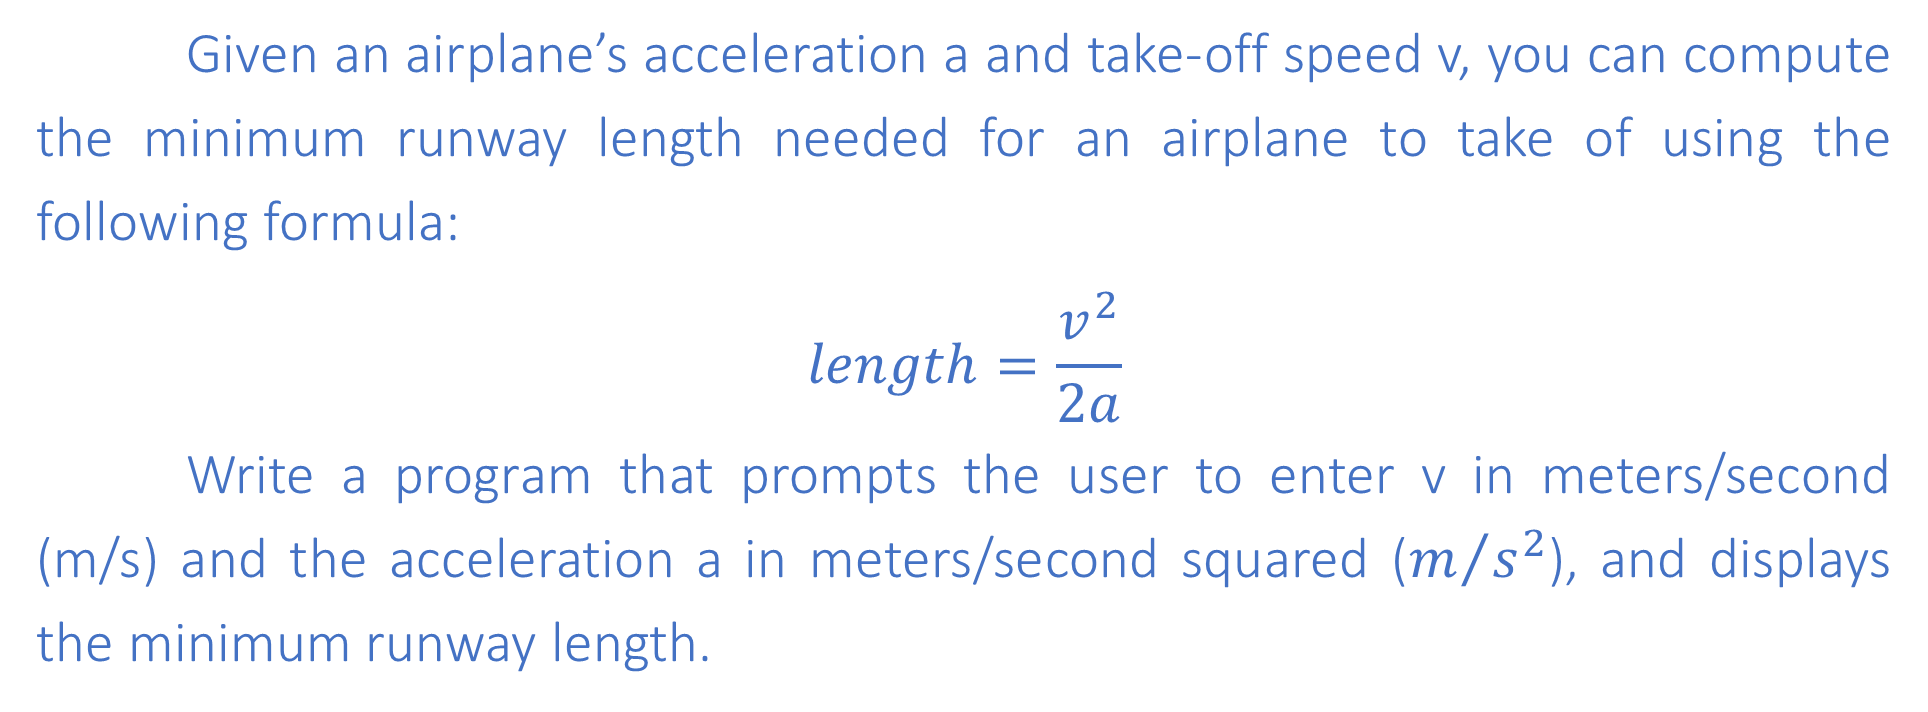 Given an airplane’s acceleration a and take-off speed v, you can compute
the minimum runway length needed for an airplane to take of using the
following formula:
length = v²/2a
Write a program that prompts the user to enter v in meters/second
(m/s) and the acceleration a in meters/second squared (m/s²), and displays
the minimum runway length.